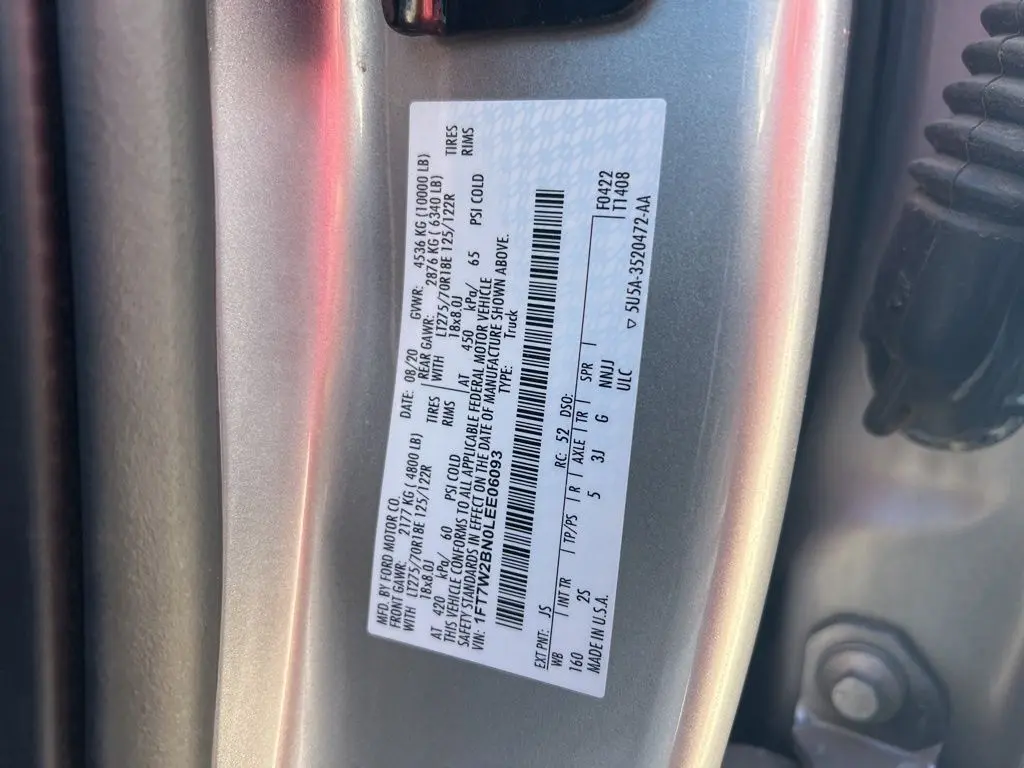 MFD. BY FORD MOTOR CO.
DATE: 08/20 GVWR: 4536 KG (10000 LB)
FRONT GAWR: 2177 KG ( 4800 LB) REAR GAWR: 2876 KG ( 6340 LB)
WITH LT275/70R18E 125/122R TIRES WITH LT275/70R18E 125/122R TIRES
18x8.0J RIMS 18x8.0J RIMS
AT 420 kPa/ 60 PSI COLD AT 450 kPa/ 65 PSI COLD
THIS VEHICLE CONFORMS TO ALL APPLICABLE FEDERAL MOTOR VEHICLE
SAFETY STANDARDS IN EFFECT ON THE DATE OF MANUFACTURE SHOWN ABOVE.
VIN: 1FT7W2BN0LEE06093 TYPE: Truck
EXT PNT: JS RC: 52 DSO:
WB INT TR TP/PS R AXLE TR SPR F0422
160 2S 5 3J G NNUJ T1408
MADE IN U.S.A. ULC
▽ 5U5A-3520472-AA